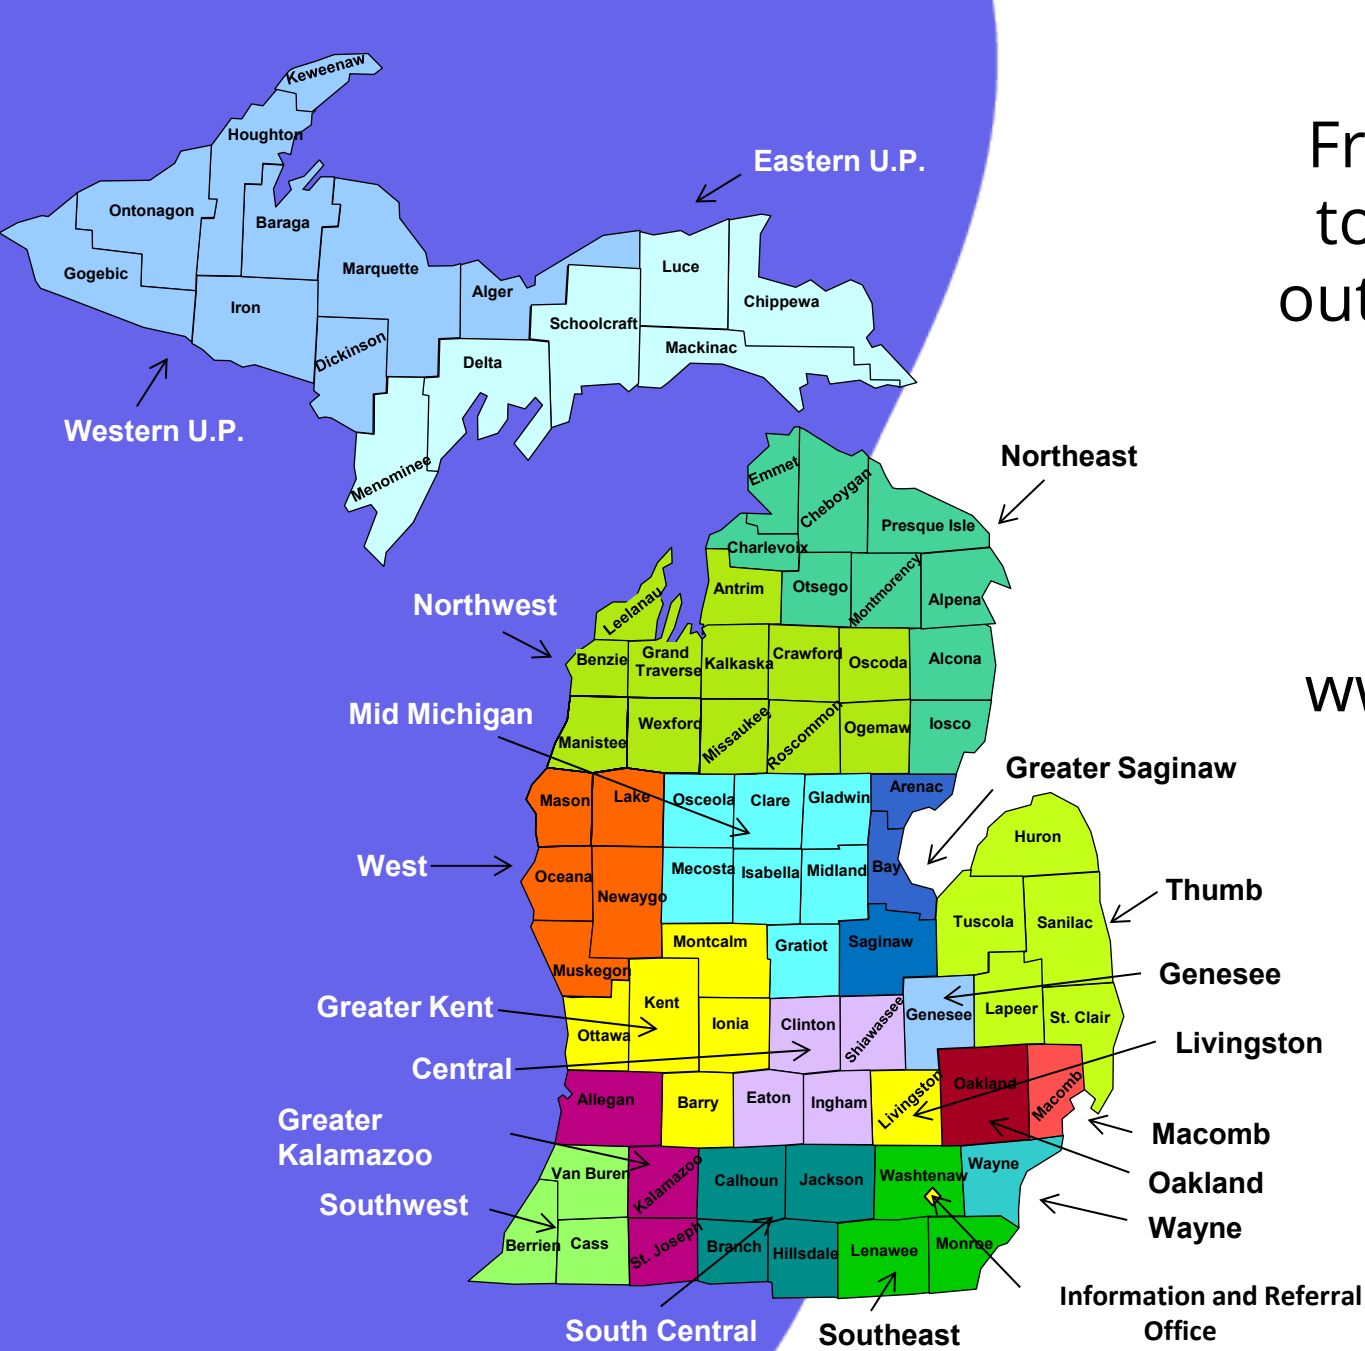 Keweenaw
Houghton
Ontonagon
Baraga
Gogebic
Marquette
Iron
Dickinson
Alger
Luce
Chippewa
Schoolcraft
Mackinac
Delta
Menominee
Eastern U.P.
Western U.P.
Fr
to
out
Northeast
Emmet
Cheboygan
Presque Isle
Charlevoix
Antrim
Otsego
Montmorency
Alpena
Northwest
Leelanau
Benzie
Grand
Traverse
Kalkaska
Crawford
Oscoda
Alcona
Mid Michigan
Manistee
Wexford
Missaukee
Roscommon
Ogemaw
Iosco
Greater Saginaw
Mason
Lake
Osceola
Clare
Gladwin
Arenac
Huron
West
Oceana
Newaygo
Mecosta
Isabella
Midland
Bay
Thumb
Tuscola
Sanilac
Muskegon
Montcalm
Gratiot
Saginaw
Genesee
Greater Kent
Ottawa
Kent
Ionia
Clinton
Shiawassee
Genesee
Lapeer
St. Clair
Livingston
Central
Allegan
Barry
Eaton
Ingham
Livingston
Oakland
Macomb
Greater
Kalamazoo
Macomb
Oakland
Van Buren
Kalamazoo
Calhoun
Jackson
Washtenaw
Wayne
Southwest
Wayne
Berrien
Cass
St. Joseph
Branch
Hillsdale
Lenawee
Monroe
South Central
Southeast
Information and Referral
Office